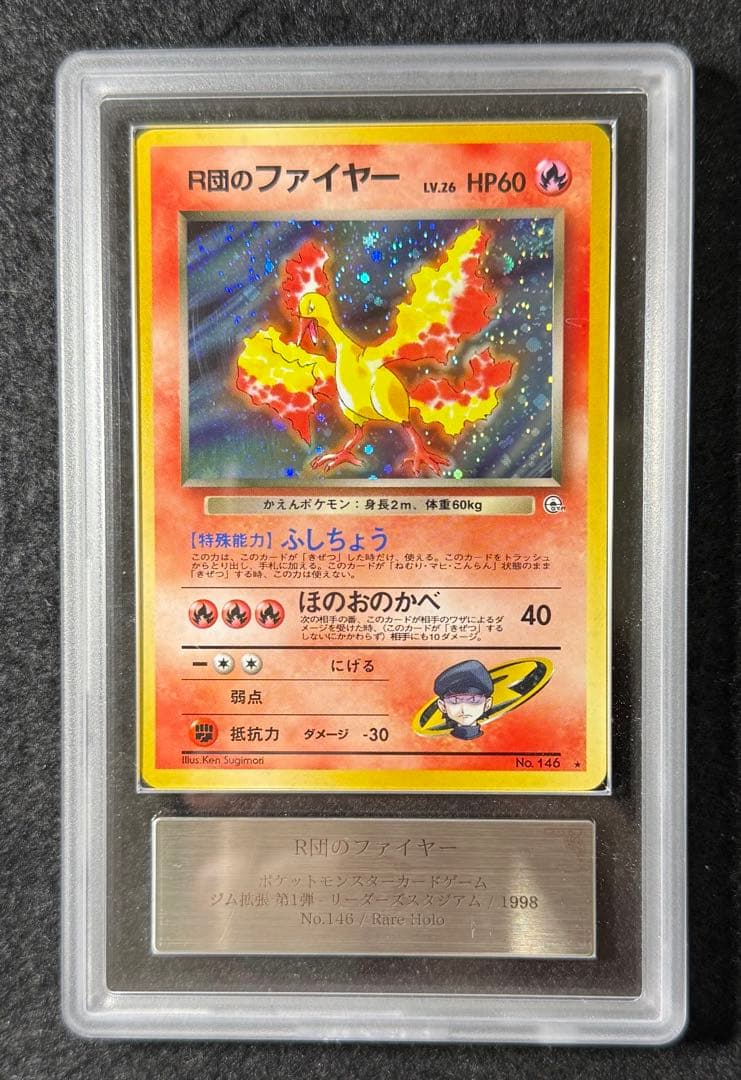 R団のファイヤー LV.26 HP60
かえんポケモン：身長2m、体重60kg
GYM
【特殊能力】ふしちょう
この力は、このカードが「きぜつ」した時だけ、使える。このカードをトラッシュ
からとり出し、手札に加える。このカードが「ねむり・マヒ・こんらん」状態のまま
「きぜつ」する時、この力は使えない。
ほのおのかべ 40
次の相手の番、このカードが相手のワザによるダ
メージを受けた時、（このカードが「きぜつ」する
しないにかかわらず）相手にも10ダメージ。
にげる
弱点
抵抗力 ダメージ -30
Illus.Ken Sugimori No.146 ★
R団のファイヤー
ポケットモンスターカードゲーム
ジム拡張 第1弾 - リーダーズスタジアム / 1998
No.146 / Rare Holo